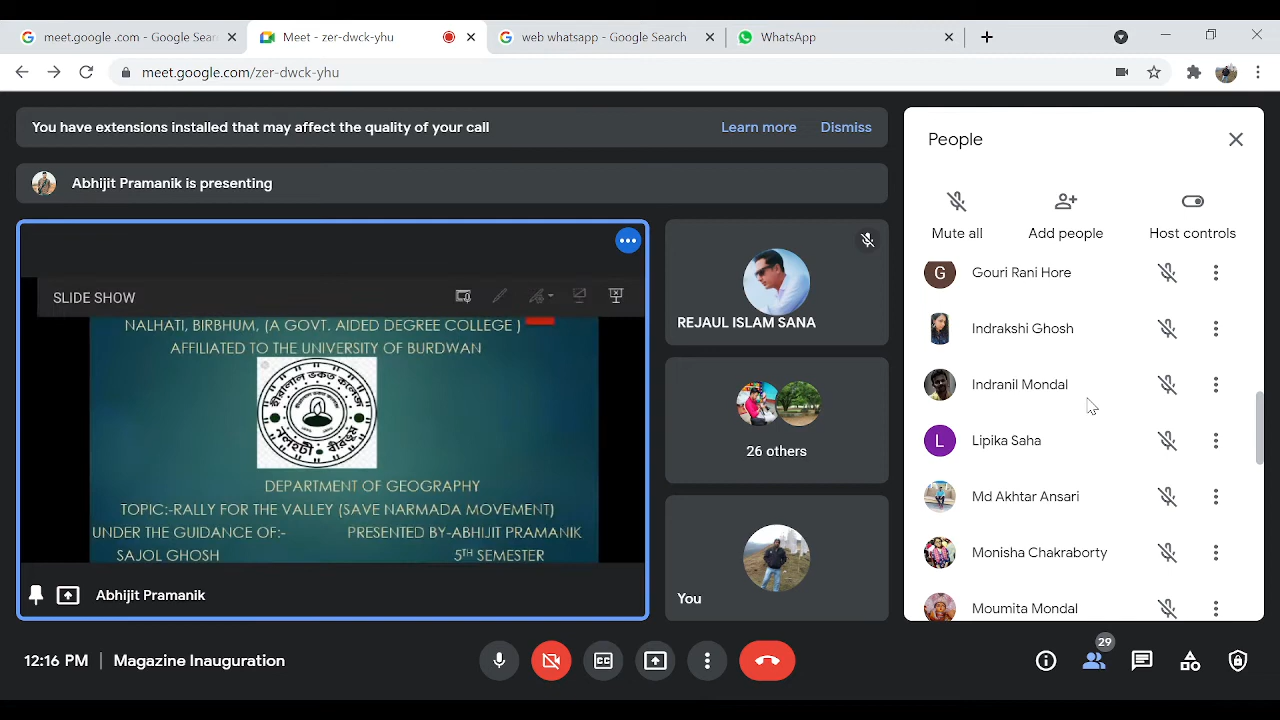 meet.google .com - Google Sear
Meet - zer-dwck-yhu
web whatsapp - Google Search
WhatsApp
meet.google.com/zer-dwck-yhu
You have extensions installed that may affect the quality of your call
Learn more
Dismiss
Abhijit Pramanik is presenting
SLIDE SHOW
NALHATI, BIRBHUM, (A GOVT. AIDED DEGREE COLLEGE )
AFFILIATED TO THE UNIVERSITY OF BURDWAN
হীরালাল ভকত কলেজ
নলহাটী বীরভূম
DEPARTMENT OF GEOGRAPHY
TOPIC:-RALLY FOR THE VALLEY (SAVE NARMADA MOVEMENT)
UNDER THE GUIDANCE OF:- PRESENTED BY-ABHIJIT PRAMANIK
SAJOL GHOSH 5TH SEMESTER
Abhijit Pramanik
REJAUL ISLAM SANA
26 others
You
People
Mute all
Add people
Host controls
G
Gouri Rani Hore
Indrakshi Ghosh
Indranil Mondal
L
Lipika Saha
Md Akhtar Ansari
Monisha Chakraborty
Moumita Mondal
12:16 PM | Magazine Inauguration
29